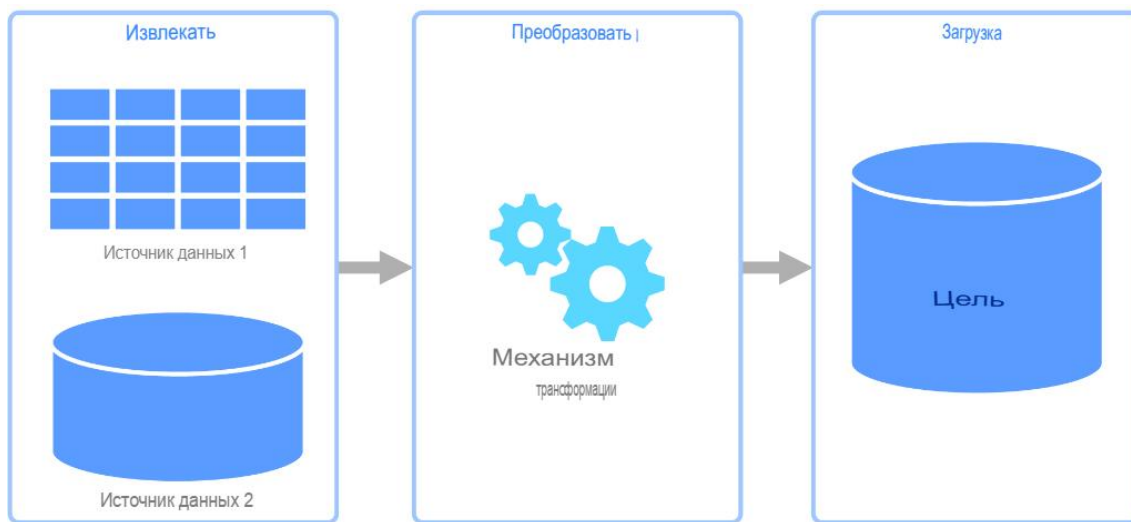 Извлекать
Источник данных 1
Источник данных 2
Преобразовать |
Механизм
трансформации
Загрузка
Цель